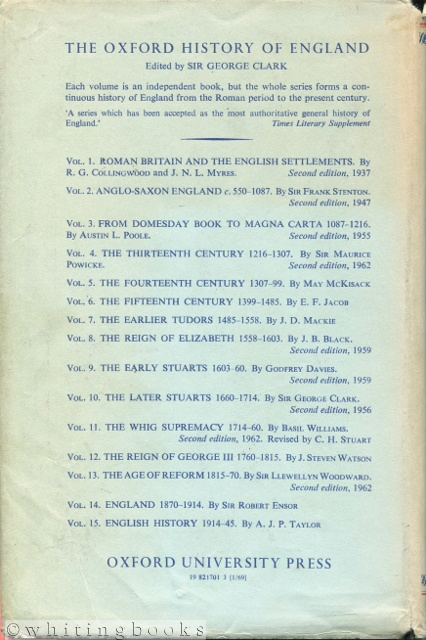 THE OXFORD HISTORY OF ENGLAND
Edited by SIR GEORGE CLARK
Each volume is an independent book, but the whole series forms a con-
tinuous history of England from the Roman period to the present century.
'A series which has been accepted as the most authoritative general history of
England.' Times Literary Supplement
VOL. 1. ROMAN BRITAIN AND THE ENGLISH SETTLEMENTS. By
R. G. COLLINGWOOD and J. N. L. MYRES. Second edition, 1937
VOL. 2. ANGLO-SAXON ENGLAND c. 550-1087. By SIR FRANK STENTON.
Second edition, 1947
VOL. 3. FROM DOMESDAY BOOK TO MAGNA CARTA 1087-1216.
By AUSTIN L. POOLE. Second edition, 1955
VOL. 4. THE THIRTEENTH CENTURY 1216-1307. By SIR MAURICE
POWICKE. Second edition, 1962
VOL. 5. THE FOURTEENTH CENTURY 1307-99. By MAY MCKISACK
VOL. 6. THE FIFTEENTH CENTURY 1399-1485. By E. F. JACOB
VOL. 7. THE EARLIER TUDORS 1485-1558. By J. D. MACKIE
VOL. 8. THE REIGN OF ELIZABETH 1558-1603. By J. B. BLACK.
Second edition, 1959
VOL. 9. THE EARLY STUARTS 1603-60. By GODFREY DAVIES.
Second edition, 1959
VOL. 10. THE LATER STUARTS 1660-1714. By SIR GEORGE CLARK.
Second edition, 1956
VOL. 11. THE WHIG SUPREMACY 1714-60. By BASIL WILLIAMS.
Second edition, 1962. Revised by C. H. STUART
VOL. 12. THE REIGN OF GEORGE III 1760-1815. By J. STEVEN WATSON
VOL. 13. THE AGE OF REFORM 1815-70. By SIR LLEWELLYN WOODWARD.
Second edition, 1962
VOL. 14. ENGLAND 1870-1914. By SIR ROBERT ENSOR
VOL. 15. ENGLISH HISTORY 1914-45. By A. J. P. TAYLOR
OXFORD UNIVERSITY PRESS
19 821701 3 [1/69]
©whitingbooks